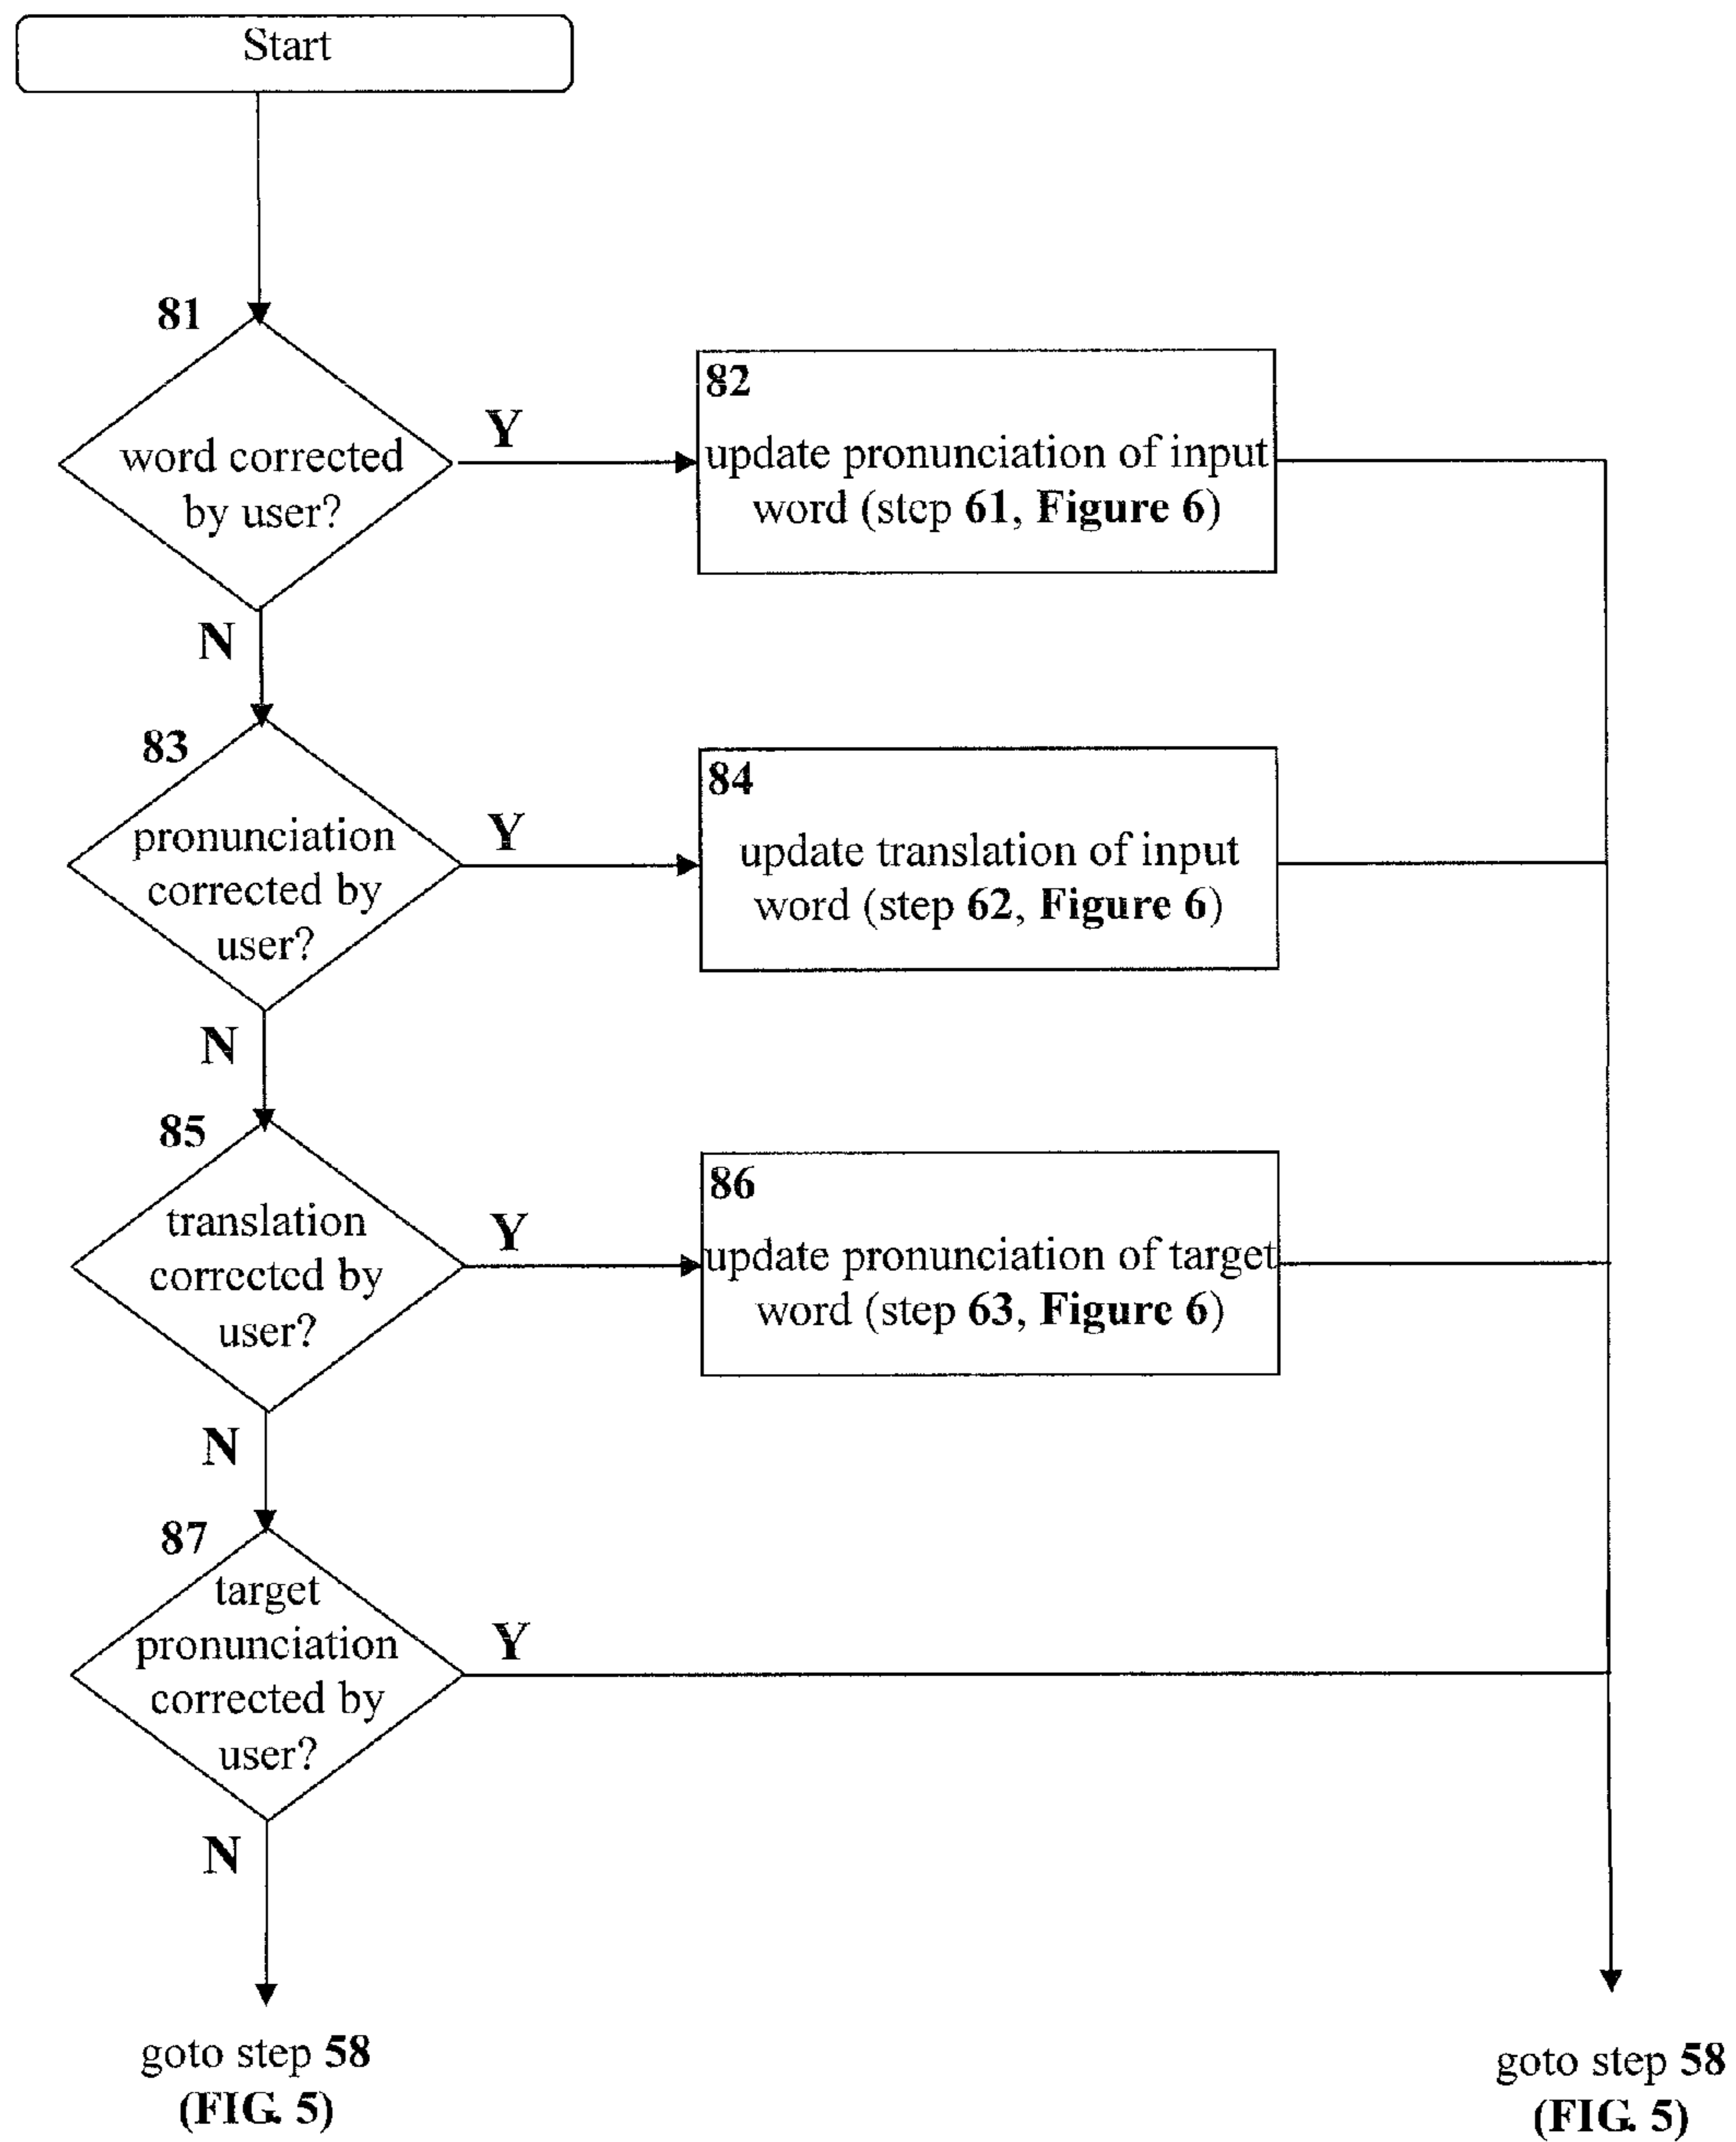 Start
81
word corrected
by user?
Y
82
update pronunciation of input
word (step 61, Figure 6)
N
83
pronunciation
corrected by
user?
Y
84
update translation of input
word (step 62, Figure 6)
N
85
translation
corrected by
user?
Y
86
update pronunciation of target
word (step 63, Figure 6)
N
87
target
pronunciation
corrected by
user?
Y
N
goto step 58
(FIG. 5)
goto step 58
(FIG. 5)